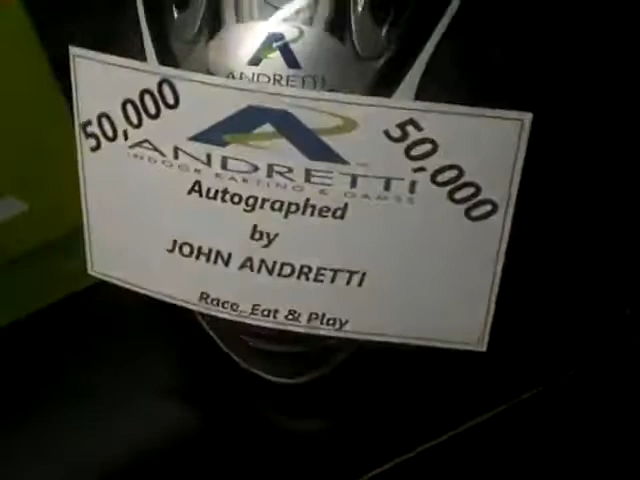 ANDRETTI
50,000
50,000
ANDRETTI
INDOOR KARTING & GAMES
Autographed
by
JOHN ANDRETTI
Race, Eat & Play